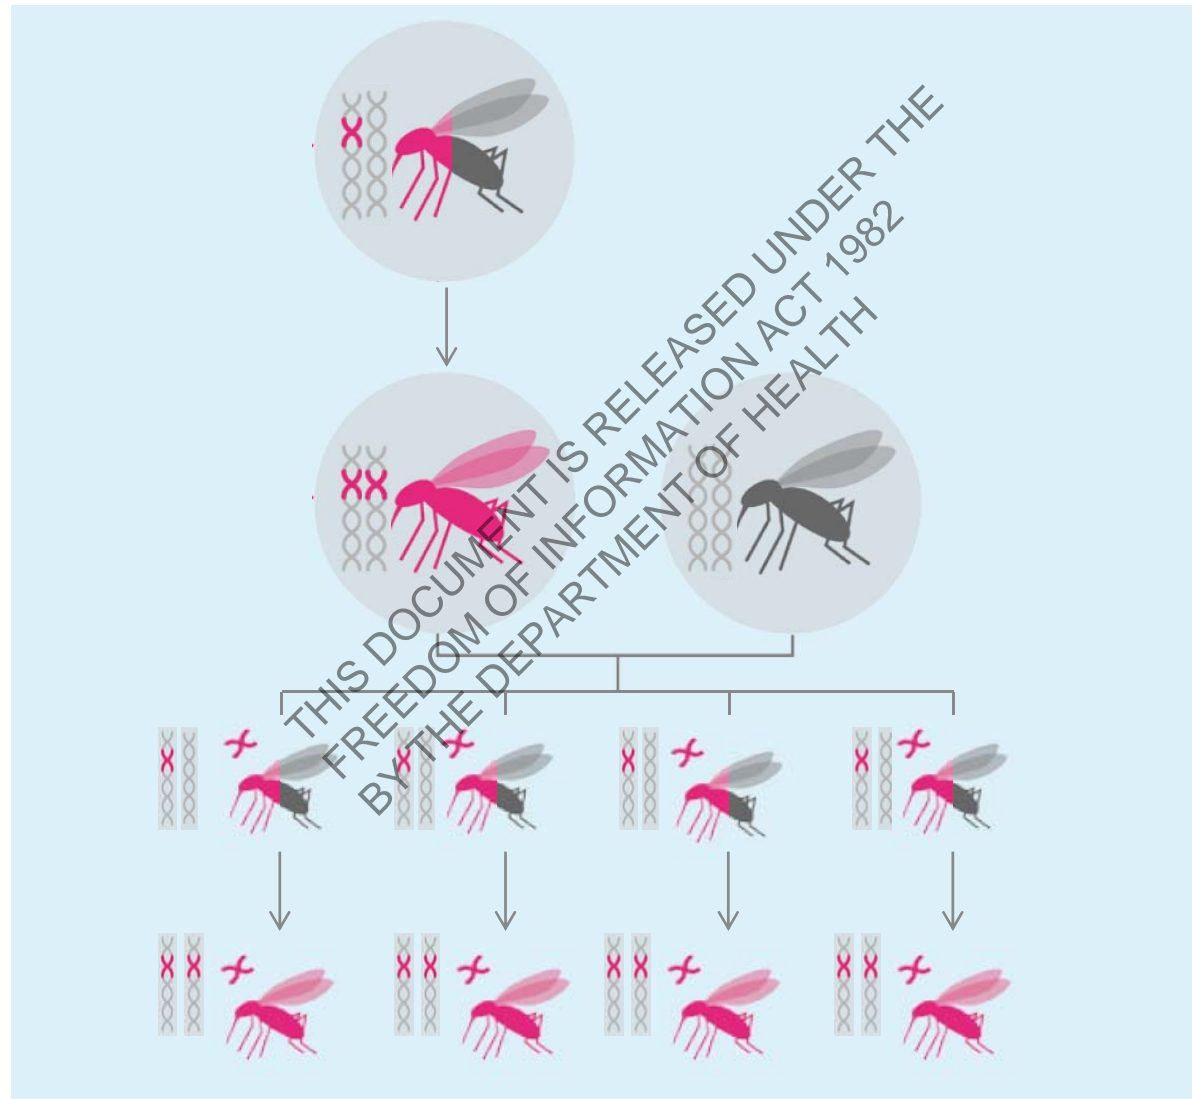 THIS DOCUMENT IS RELEASED UNDER THE
FREEDOM OF INFORMATION ACT 1982
BY THE DEPARTMENT OF HEALTH